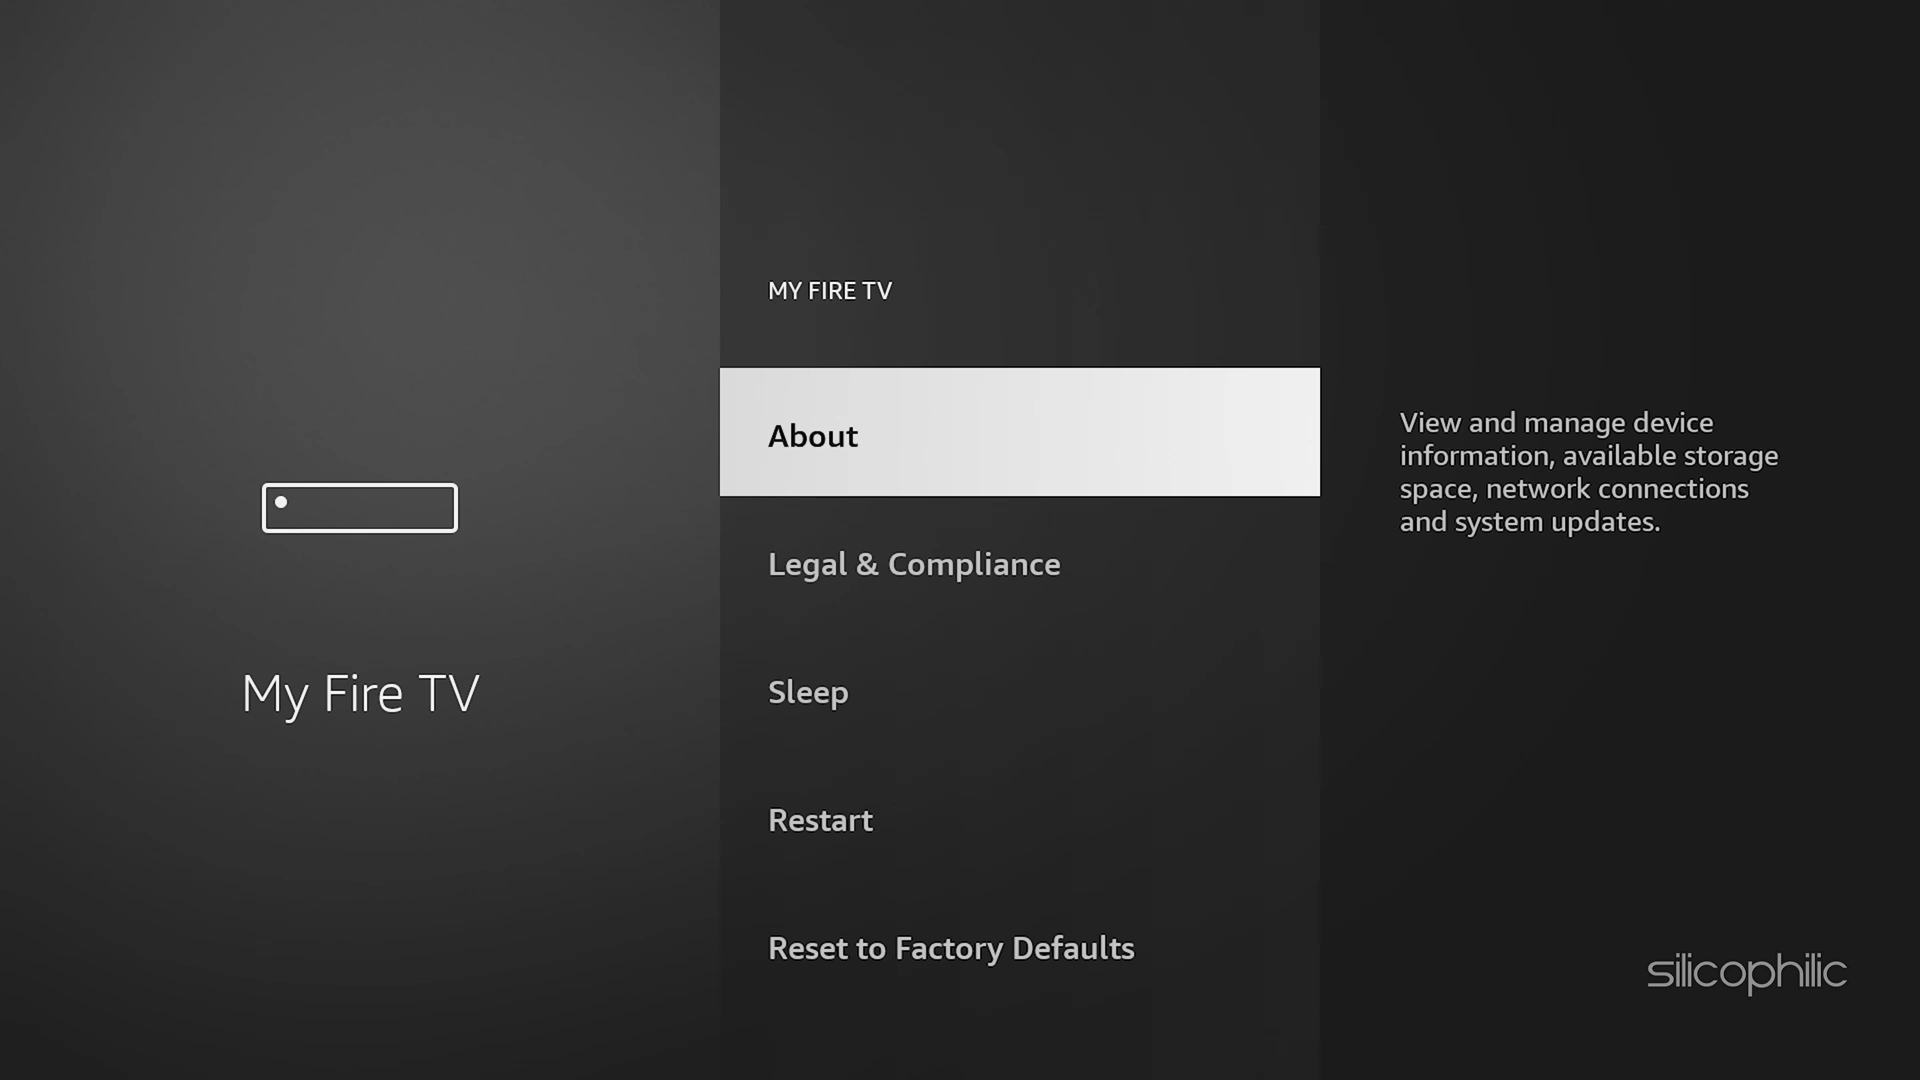 MY FIRE TV
About
Legal & Compliance
Sleep
Restart
Reset to Factory Defaults
My Fire TV
View and manage device
information, available storage
space, network connections
and system updates.
silicophilic